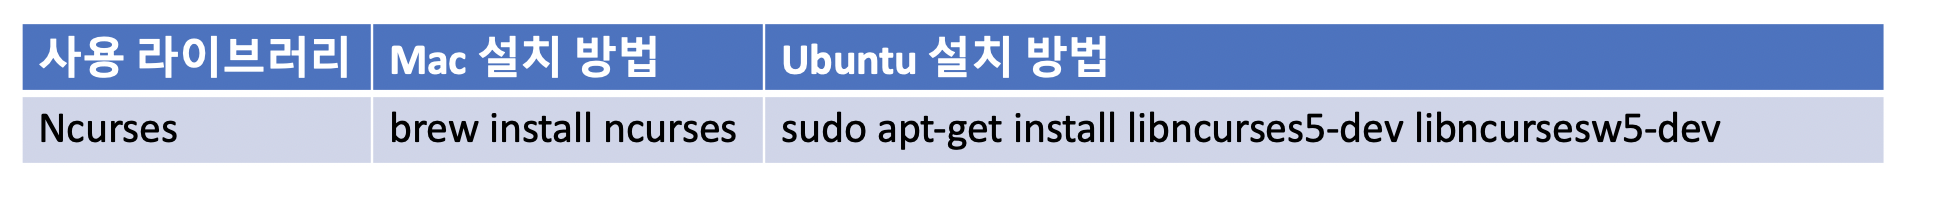 사용 라이브러리 Mac 설치 방법 Ubuntu 설치 방법
Ncurses brew install ncurses sudo apt-get install libncurses5-dev libncursesw5-dev